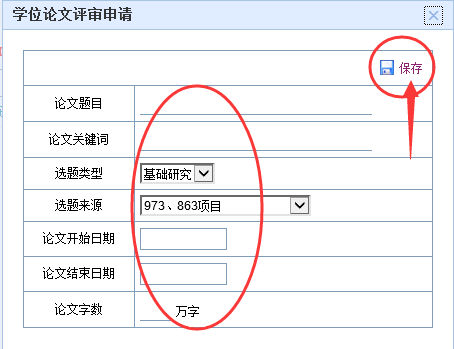 学位论文评审申请
保存
论文题目
论文关键词
选题类型 基础研究
选题来源 973、863项目
论文开始日期
论文结束日期
论文字数 万字